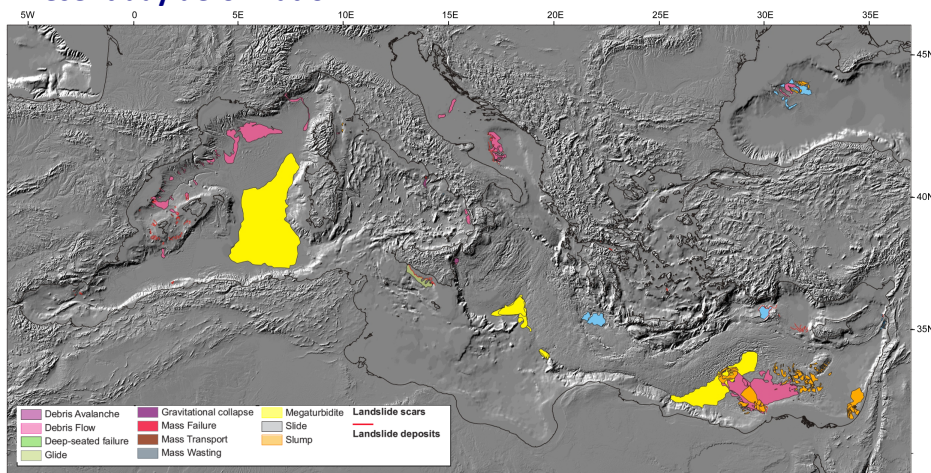 5W 0 5E 10E 15E 20E 25E 30E 35E
45N
40N
35N
Debris Avalanche
Debris Flow
Deep-seated failure
Glide
Gravitational collapse
Mass Failure
Mass Transport
Mass Wasting
Megaturbidite
Slide
Slump
Landslide scars
Landslide deposits